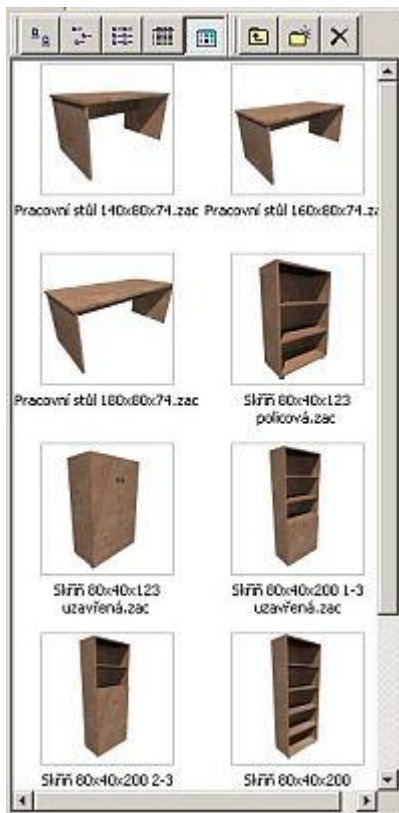 Pracovní stůl 140x80x74.zac
Pracovní stůl 160x80x74.za
Pracovní stůl 180x80x74.zac
Skříň 80x40x123
policová.zac
Skříň 80x40x123
uzavřená.zac
Skříň 80x40x200 1-3
uzavřená.zac
Skříň 80x40x200 2-3
Skříň 80x40x200